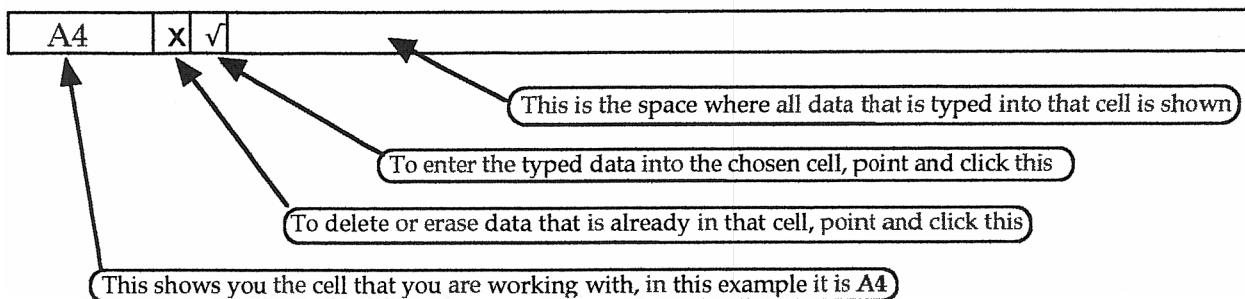 A4 X √
This is the space where all data that is typed into that cell is shown
To enter the typed data into the chosen cell, point and click this
To delete or erase data that is already in that cell, point and click this
This shows you the cell that you are working with, in this example it is A4